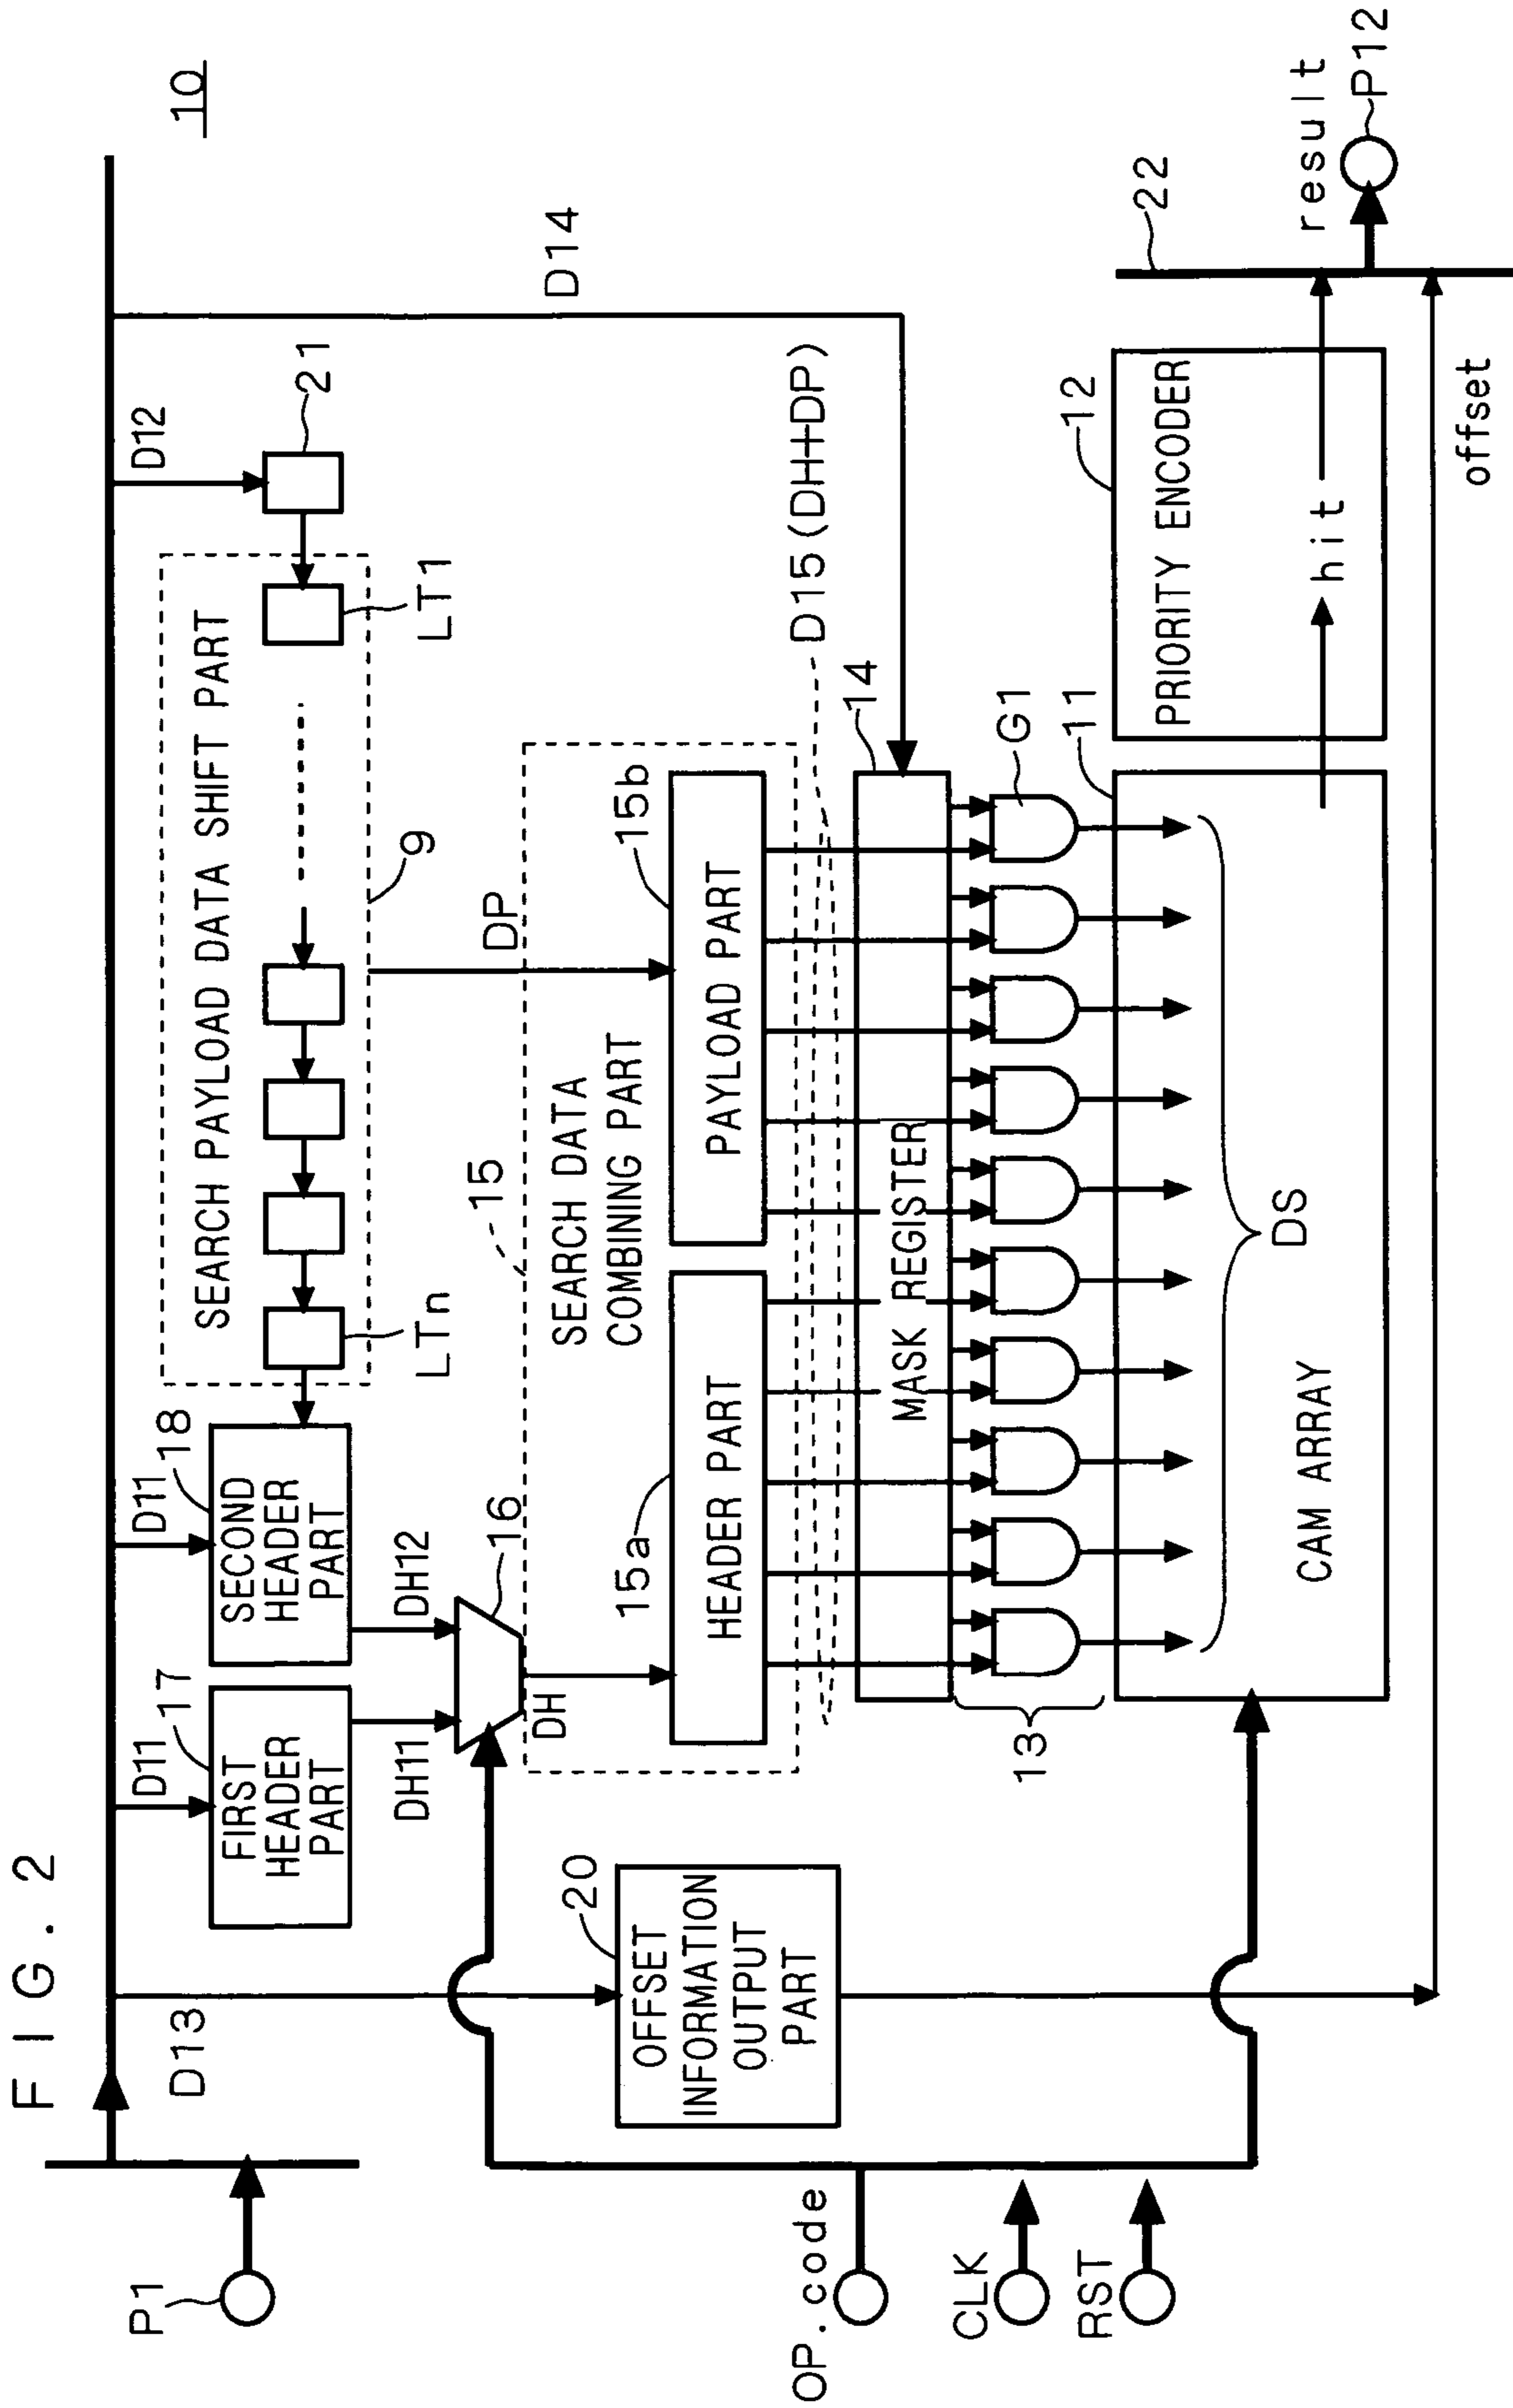 FIG. 2
10
P1
D13
D11
17
FIRST
HEADER
PART
D11
18
SECOND
HEADER
PART
SEARCH PAYLOAD DATA SHIFT PART
LTn
LT1
D12
21
9
DH11
DH12
16
DH
DP
D14
15
SEARCH DATA
COMBINING PART
15a
HEADER PART
15b
PAYLOAD PART
D15(DH+DP)
20
OFFSET
INFORMATION
OUTPUT
PART
14
MASK REGISTER
13
G1
OP.code
CLK
RST
11
DS
CAM ARRAY
12
PRIORITY ENCODER
hit
22
result
P12
offset